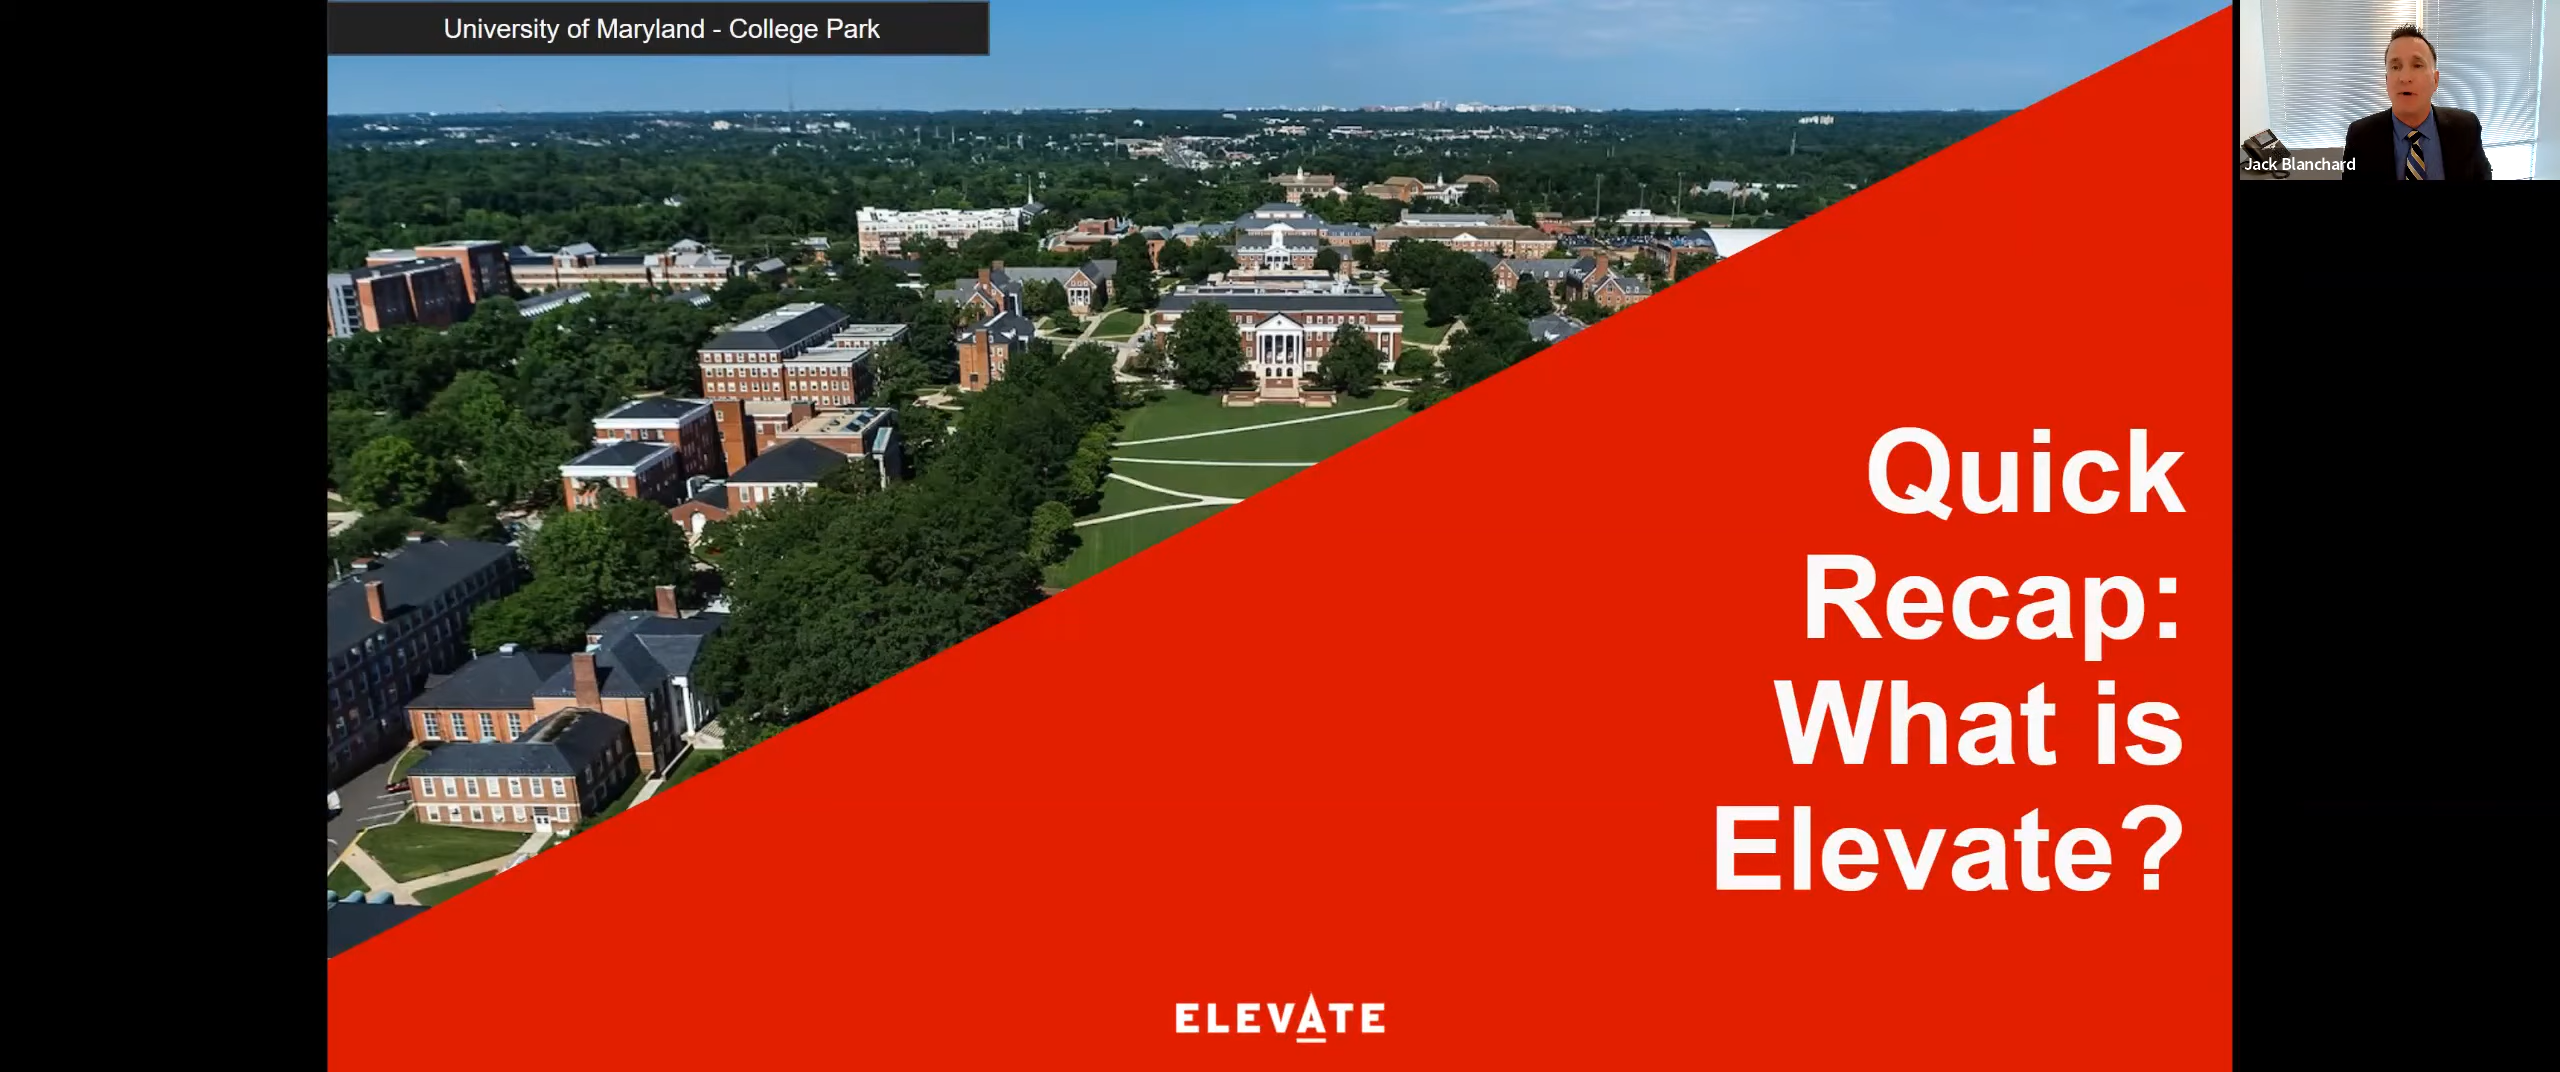 University of Maryland - College Park
Jack Blanchard
Quick
Recap:
What is
Elevate?
ELEVATE